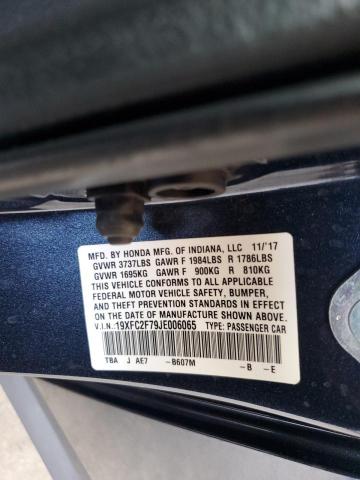 MFD. BY HONDA MFG. OF INDIANA, LLC 11/'17
GVWR 3737LBS GAWR F 1984LBS R 1786LBS
GVWR 1695KG GAWR F 900KG R 810KG
THIS VEHICLE CONFORMS TO ALL APPLICABLE
FEDERAL MOTOR VEHICLE SAFETY, BUMPER,
AND THEFT PREVENTION STANDARDS IN EFFECT
ON THE DATE OF MANUFACTURE SHOWN ABOVE.
V.I.N.:19XFC2F79JE006065 TYPE: PASSENGER CAR
TBA J AE7 -B607M -B -E